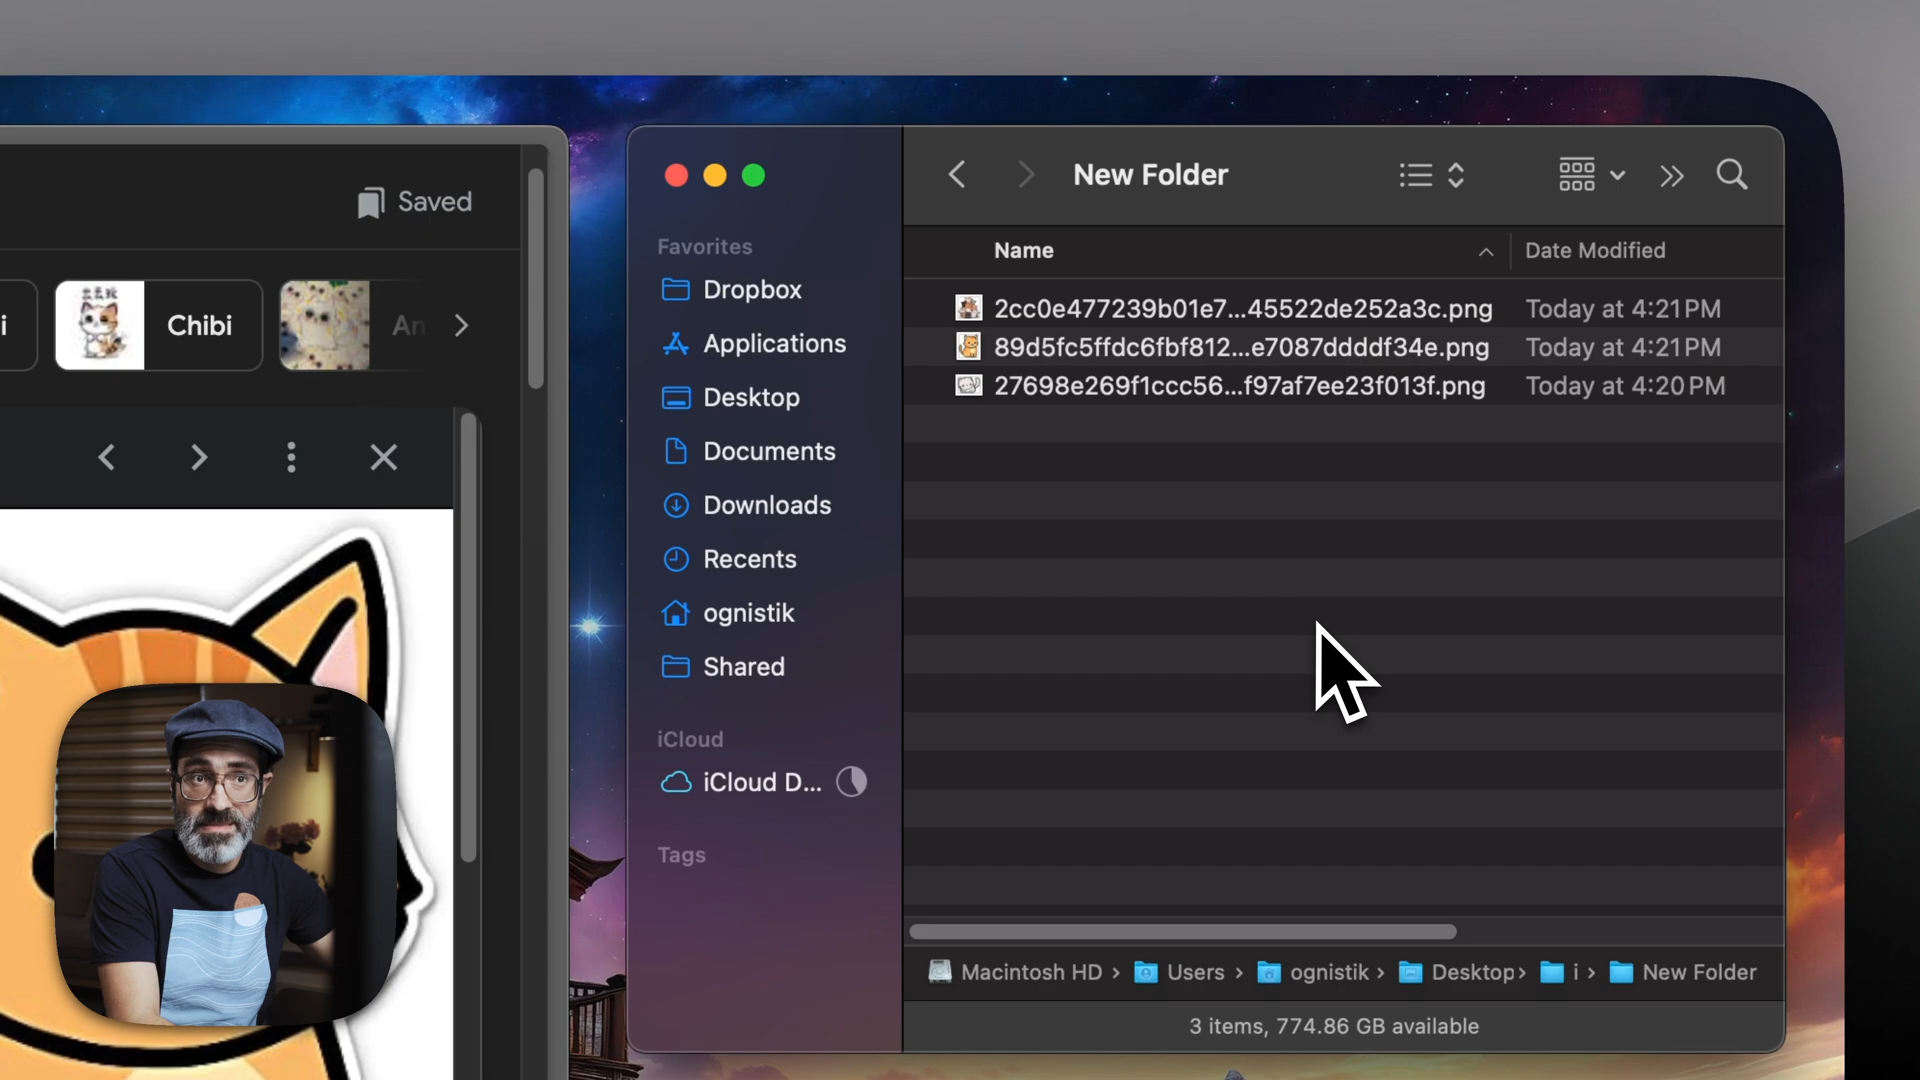 Saved
i
Chibi
An
New Folder
Favorites
Dropbox
Applications
Desktop
Documents
Downloads
Recents
ognistik
Shared
iCloud
iCloud D...
Tags
Name
Date Modified
2cc0e477239b01e7...45522de252a3c.png Today at 4:21 PM
89d5fc5ffdc6fbf812...e7087ddddf34e.png Today at 4:21 PM
27698e269f1ccc56...f97af7ee23f013f.png Today at 4:20 PM
Macintosh HD › Users › ognistik › Desktop › i › New Folder
3 items, 774.86 GB available